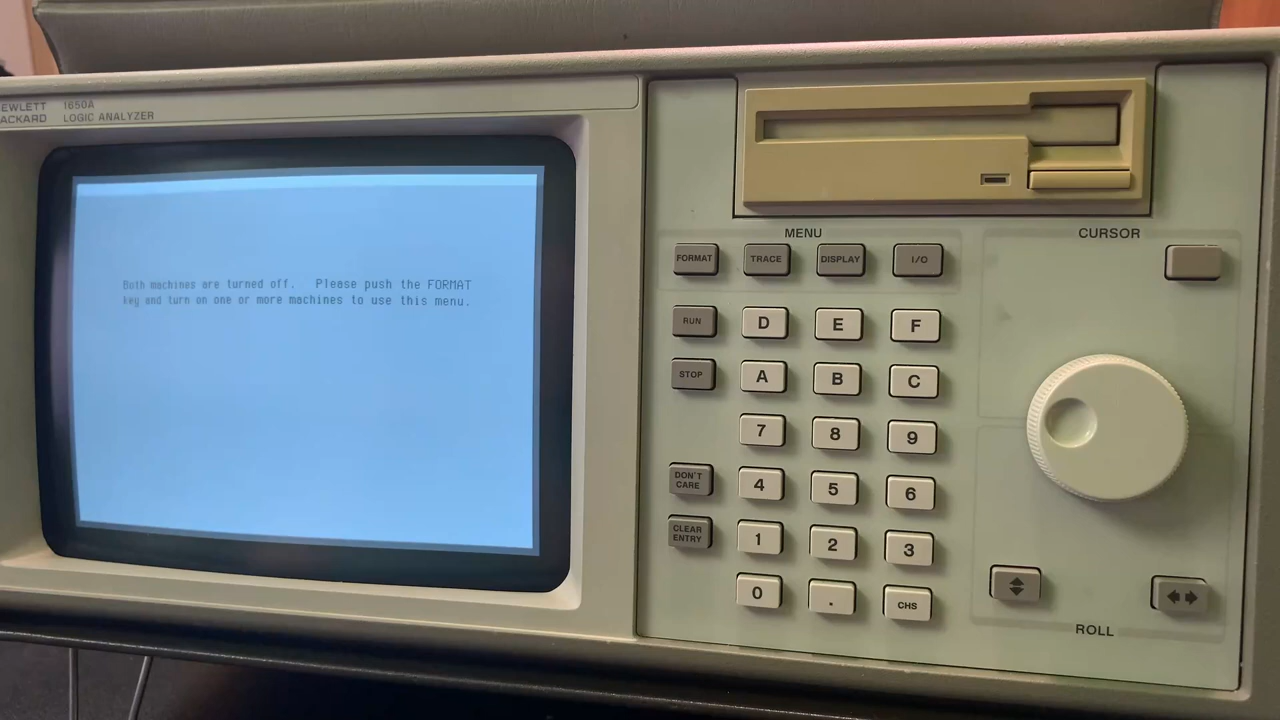 EWLETT
ACKARD
1650A
LOGIC ANALYZER
Both machines are turned off. Please push the FORMAT
key and turn on one or more machines to use this menu.
MENU
CURSOR
FORMAT
TRACE
DISPLAY
I/O
RUN
D
E
F
STOP
A
B
C
7
8
9
DON'T
CARE
4
5
6
CLEAR
ENTRY
1
2
3
0
.
CHS
ROLL